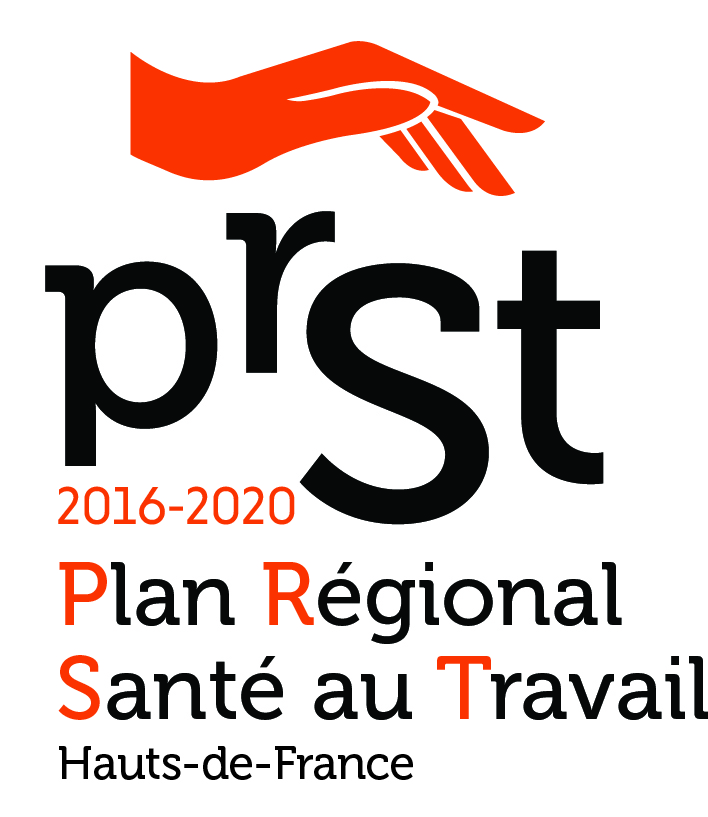 prst
2016-2020
Plan Régional
Santé au Travail
Hauts-de-France